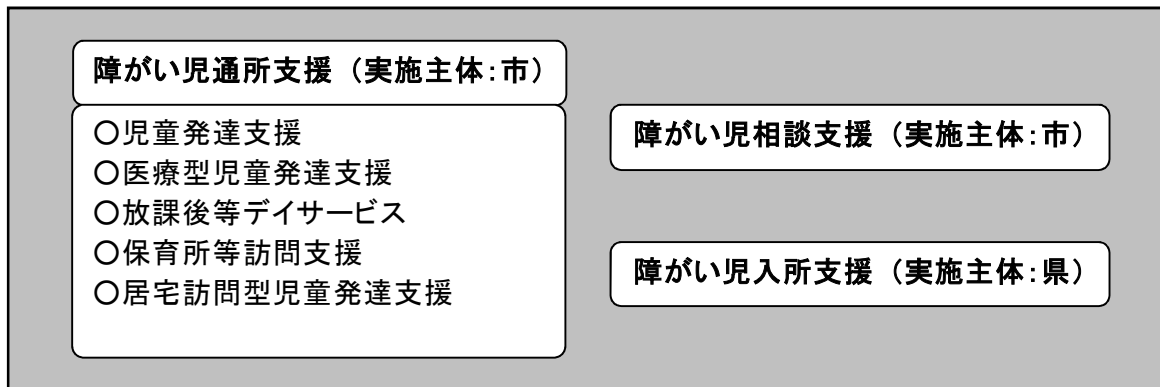 障がい児通所支援（実施主体：市）
○児童発達支援
○医療型児童発達支援
○放課後等デイサービス
○保育所等訪問支援
○居宅訪問型児童発達支援
障がい児相談支援（実施主体：市）
障がい児入所支援（実施主体：県）